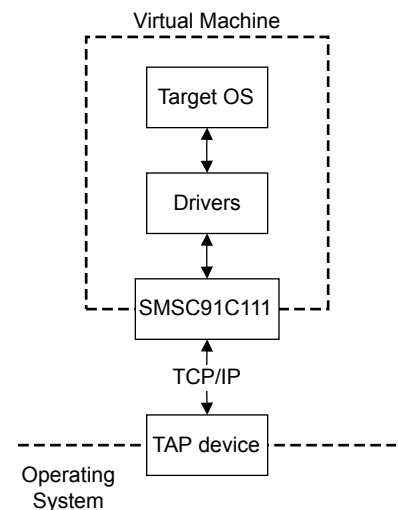 Virtual Machine
Target OS
Drivers
SMSC91C111
TCP/IP
TAP device
Operating
System